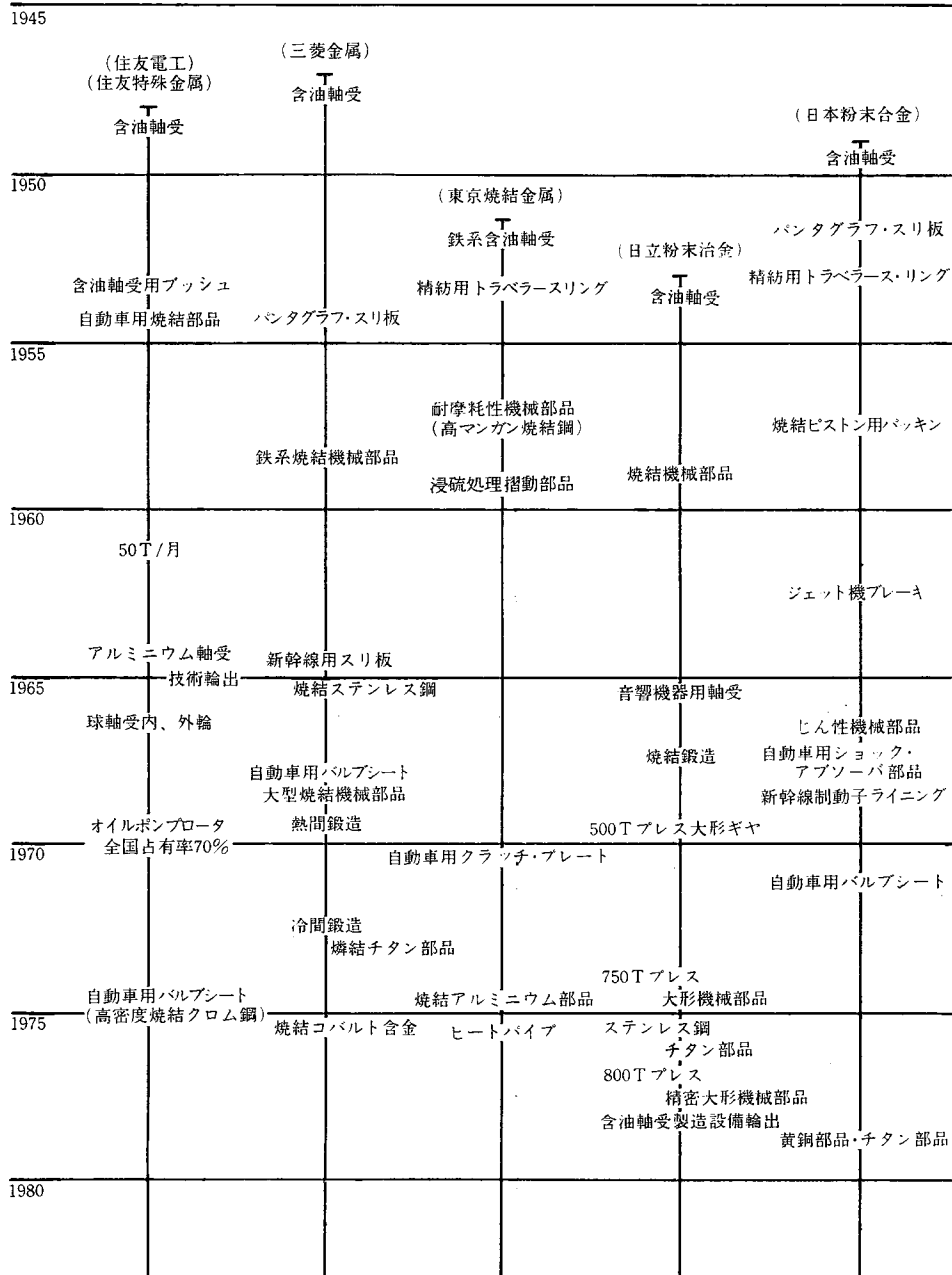 1945
(住友電工)
(住友特殊金属)
含油軸受
(三菱金属)
含油軸受
(日本粉末合金)
含油軸受
1950
(東京焼結金属)
鉄系含油軸受
(日立粉末冶金)
含油軸受
パンタグラフ・スリ板
含油軸受用ブッシュ
精紡用トラベラースリング
精紡用トラベラース・リング
自動車用焼結部品
パンタグラフ・スリ板
1955
耐摩耗性機械部品
(高マンガン焼結鋼)
焼結ピストン用パッキン
鉄系焼結機械部品
浸硫処理摺動部品
焼結機械部品
1960
50T/月
ジェット機ブレーキ
アルミニウム軸受
新幹線用スリ板
1965
技術輪出
焼結ステンレス鋼
音響機器用軸受
球軸受内、外輪
じん性機械部品
焼結鍛造
自動車用ショック・
アブソーバ部品
自動車用バルブシート
大型焼結機械部品
新幹線制動子ライニング
オイルポンプロータ
全国占有率70%
熱間鍛造
500Tプレス大形ギヤ
1970
自動車用クラッチ・プレート
自動車用バルブシート
冷間鍛造
燐結チタン部品
750Tプレス
大形機械部品
自動車用バルブシート
(高密度焼結クロム鋼)
焼結アルミニウム部品
1975
焼結コバルト含金
ヒートパイプ
ステンレス鋼
チタン部品
800Tプレス
精密大形機械部品
含油軸受製造設備輸出
黄銅部品・チタン部品
1980